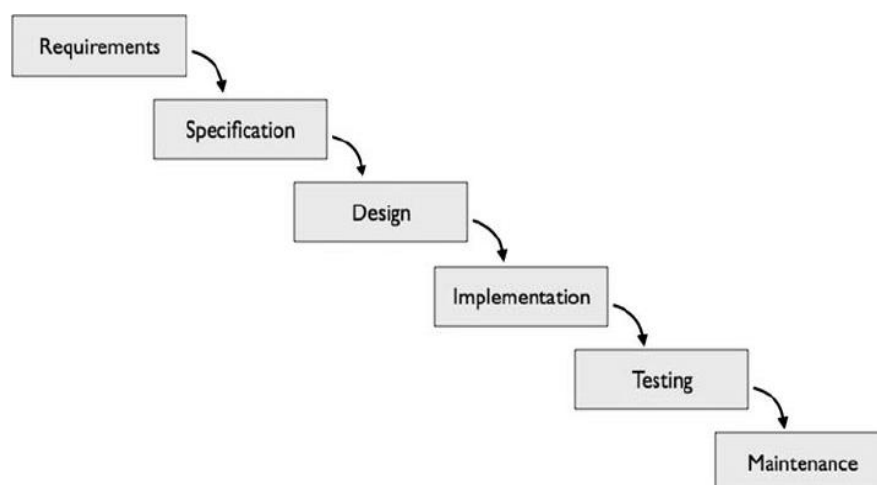 Requirements
Specification
Design
Implementation
Testing
Maintenance